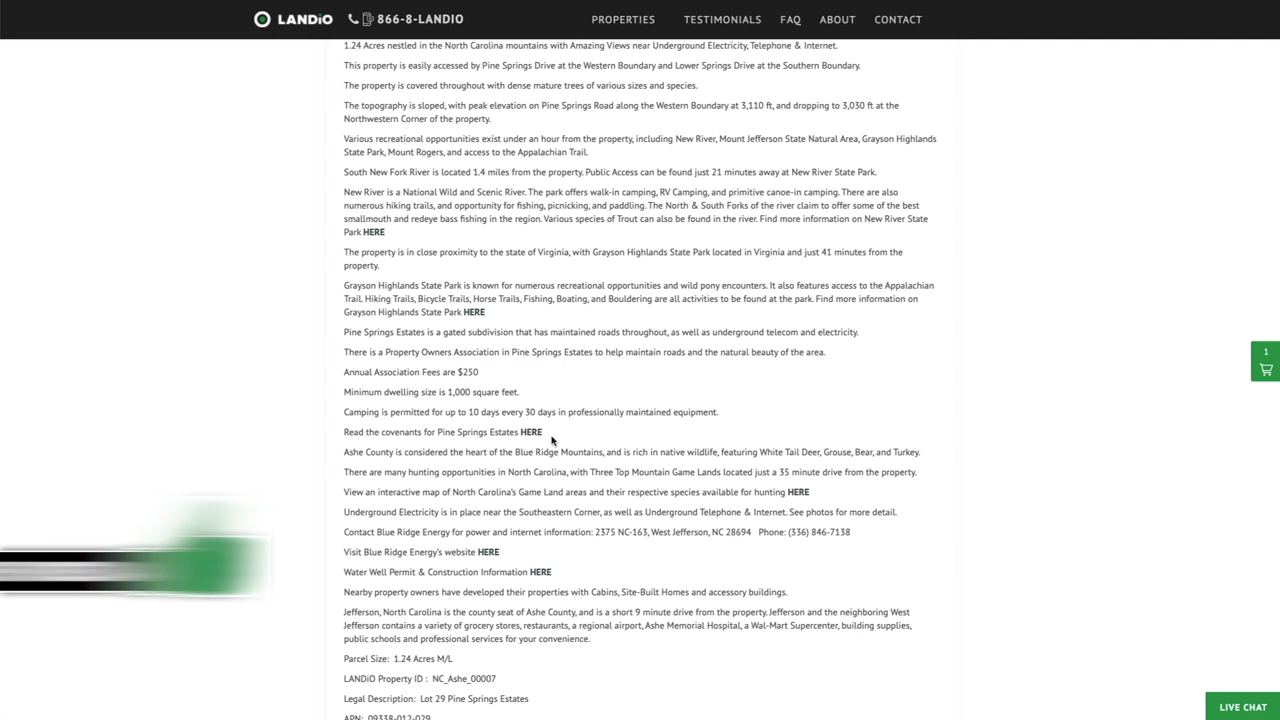 LANDiO 866-8-LANDIO PROPERTIES TESTIMONIALS FAQ ABOUT CONTACT
1.24 Acres nestled in the North Carolina mountains with Amazing Views near Underground Electricity, Telephone & Internet.
This property is easily accessed by Pine Springs Drive at the Western Boundary and Lower Springs Drive at the Southern Boundary.
The property is covered throughout with dense mature trees of various sizes and species.
The topography is sloped, with peak elevation on Pine Springs Road along the Western Boundary at 3,110 ft, and dropping to 3,030 ft at the
Northwestern Corner of the property.
Various recreational opportunities exist under an hour from the property, including New River, Mount Jefferson State Natural Area, Grayson Highlands
State Park, Mount Rogers, and access to the Appalachian Trail.
South New Fork River is located 1.4 miles from the property. Public Access can be found just 21 minutes away at New River State Park.
New River is a National Wild and Scenic River. The park offers walk-in camping, RV Camping, and primitive canoe-in camping. There are also
numerous hiking trails, and opportunity for fishing, picnicking, and paddling. The North & South Forks of the river claim to offer some of the best
smallmouth and redeye bass fishing in the region. Various species of Trout can also be found in the river. Find more information on New River State
Park HERE
The property is in close proximity to the state of Virginia, with Grayson Highlands State Park located in Virginia and just 41 minutes from the
property.
Grayson Highlands State Park is known for numerous recreational opportunities and wild pony encounters. It also features access to the Appalachian
Trail. Hiking Trails, Bicycle Trails, Horse Trails, Fishing, Boating, and Bouldering are all activities to be found at the park. Find more information on
Grayson Highlands State Park HERE
Pine Springs Estates is a gated subdivision that has maintained roads throughout, as well as underground telecom and electricity.
There is a Property Owners Association in Pine Springs Estates to help maintain roads and the natural beauty of the area.
1
Annual Association Fees are $250
Minimum dwelling size is 1,000 square feet.
Camping is permitted for up to 10 days every 30 days in professionally maintained equipment.
Read the covenants for Pine Springs Estates HERE
Ashe County is considered the heart of the Blue Ridge Mountains, and is rich in native wildlife, featuring White Tail Deer, Grouse, Bear, and Turkey.
There are many hunting opportunities in North Carolina, with Three Top Mountain Game Lands located just a 35 minute drive from the property.
View an interactive map of North Carolina's Game Land areas and their respective species available for hunting HERE
Underground Electricity is in place near the Southeastern Corner, as well as Underground Telephone & Internet. See photos for more detail.
Contact Blue Ridge Energy for power and internet information: 2375 NC-163, West Jefferson, NC 28694 Phone: (336) 846-7138
Visit Blue Ridge Energy's website HERE
Water Well Permit & Construction Information HERE
Nearby property owners have developed their properties with Cabins, Site-Built Homes and accessory buildings.
Jefferson, North Carolina is the county seat of Ashe County, and is a short 9 minute drive from the property. Jefferson and the neighboring West
Jefferson contains a variety of grocery stores, restaurants, a regional airport, Ashe Memorial Hospital, a Wal-Mart Supercenter, building supplies,
public schools and professional services for your convenience.
Parcel Size: 1.24 Acres M/L
LANDiO Property ID : NC_Ashe_00007
Legal Description: Lot 29 Pine Springs Estates
LIVE CHAT
APN: 09338-012-029